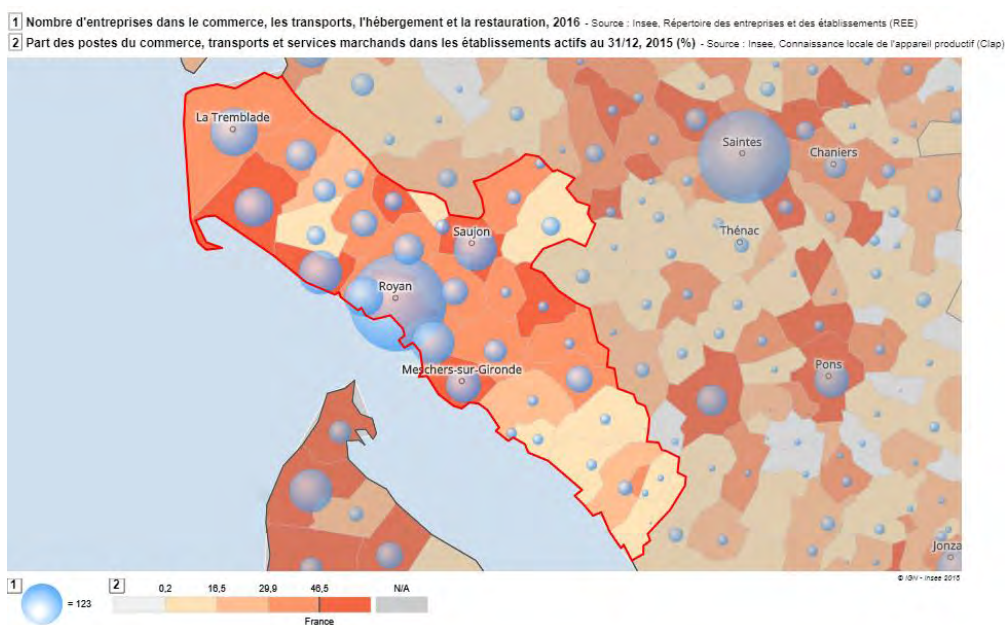 1 Nombre d'entreprises dans le commerce, les transports, l'hébergement et la restauration, 2016 - Source : Insee, Répertoire des entreprises et des établissements (REE)
2 Part des postes du commerce, transports et services marchands dans les établissements actifs au 31/12, 2015 (%) - Source : Insee, Connaissance locale de l'appareil productif (Clap)
La Tremblade
Saintes
Chaniers
Thénac
Saujon
Royan
Meschers-sur-Gironde
Pons
Jonza
© IGN - Insee 2015
1 = 123
2 0,2 16,5 29,9 46,5 N/A
France